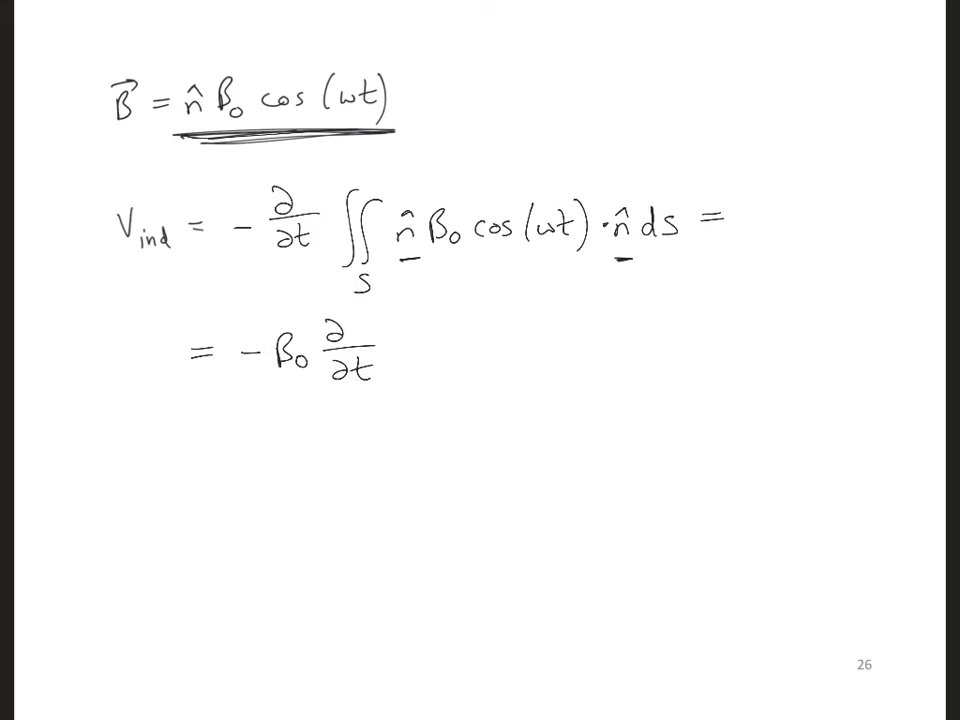 B⃗ = n̂ B₀ cos (ωt)
V_ind = - ∂/∂t ∬_S n̂ B₀ cos (ωt) · n̂ ds =
= - B₀ ∂/∂t
26